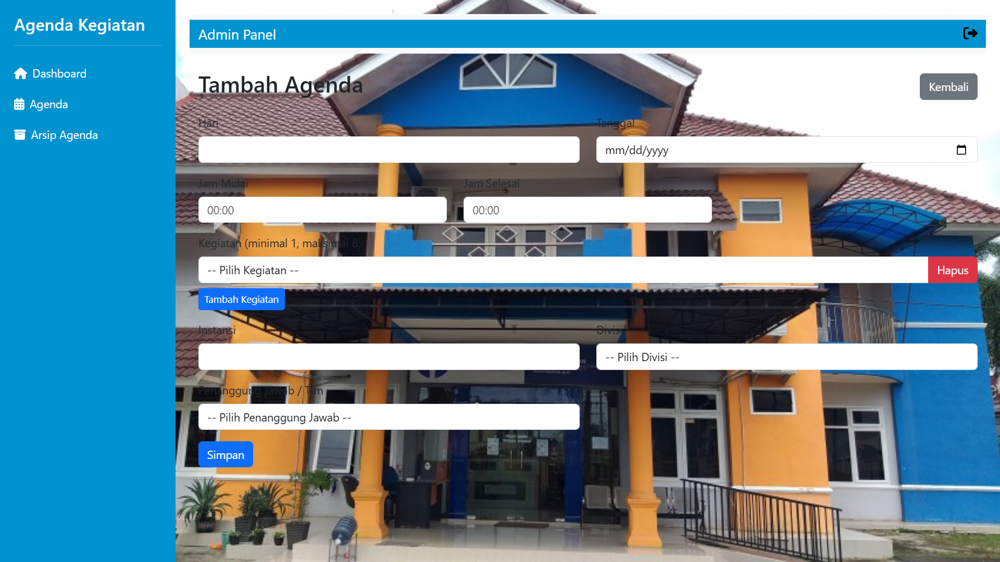 Agenda Kegiatan
Dashboard
Agenda
Arsip Agenda
Admin Panel
Tambah Agenda
Kembali
Hari
Tanggal
mm/dd/yyyy
Jam Mulai
Jam Selesai
00:00
00:00
Kegiatan (minimal 1, maksimal 8)
-- Pilih Kegiatan --
Hapus
Tambah Kegiatan
Instansi
Divisi
-- Pilih Divisi --
Penanggung Jawab / Tim
-- Pilih Penanggung Jawab --
Simpan